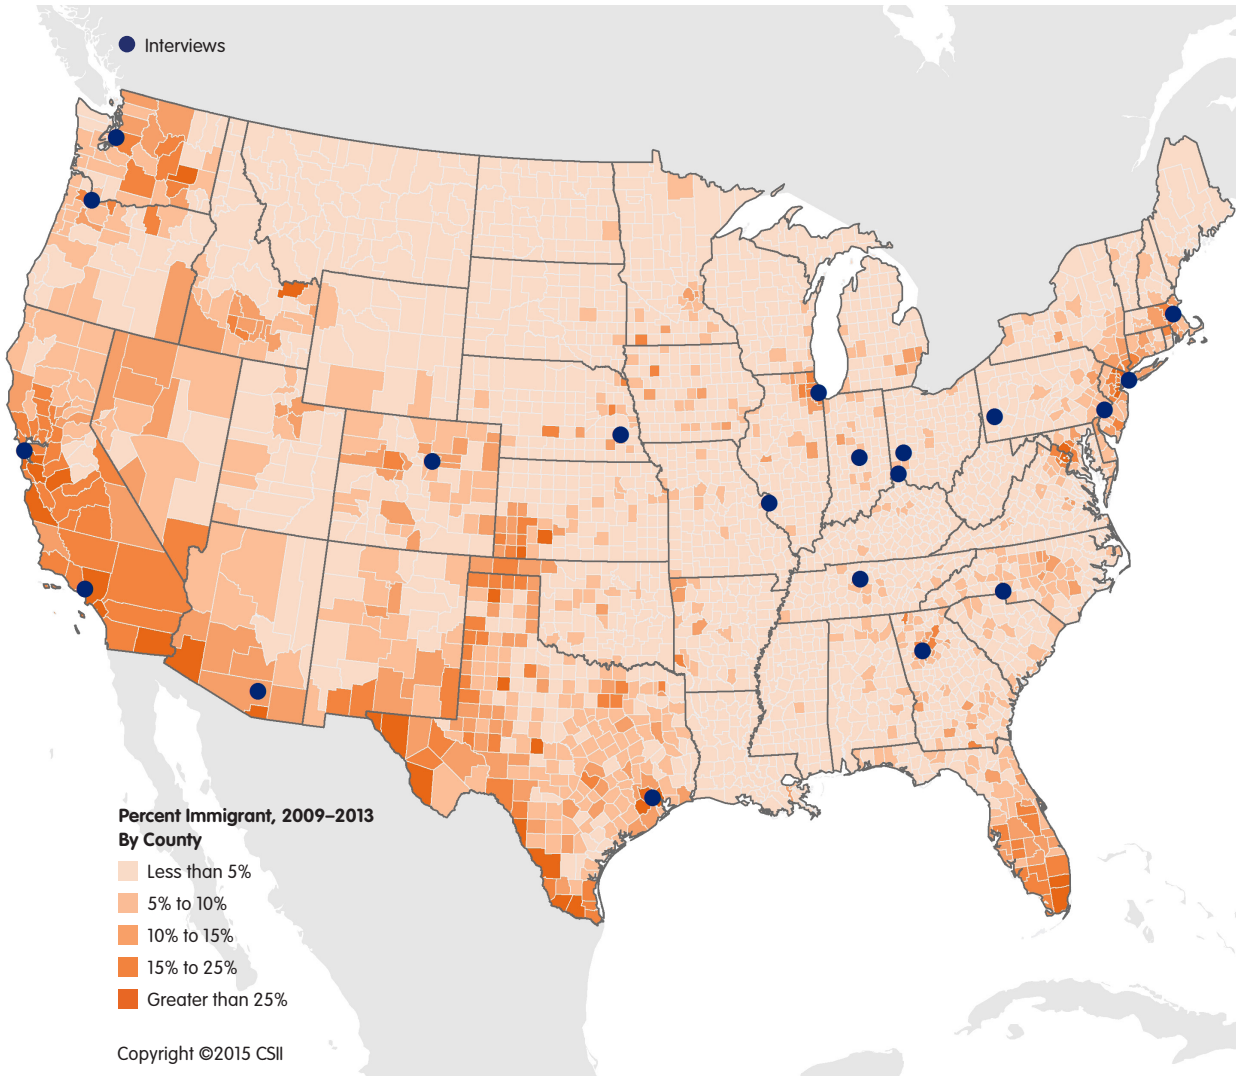 Interviews
Percent Immigrant, 2009–2013
By County
Less than 5%
5% to 10%
10% to 15%
15% to 25%
Greater than 25%
Copyright ©2015 CSII